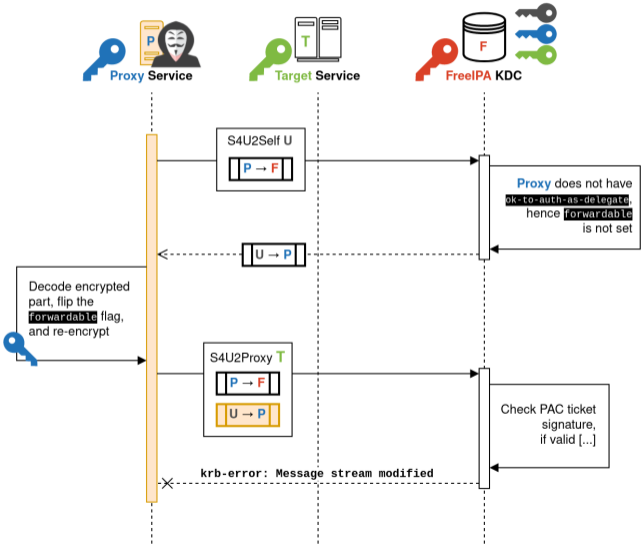 P
T
F
Proxy Service
Target Service
FreeIPA KDC
S4U2Self U
P → F
Proxy does not have
ok-to-auth-as-delegate,
hence forwardable
is not set
U → P
Decode encrypted
part, flip the
forwardable flag,
and re-encrypt
S4U2Proxy T
P → F
U → P
Check PAC ticket
signature,
if valid [...]
krb-error: Message stream modified